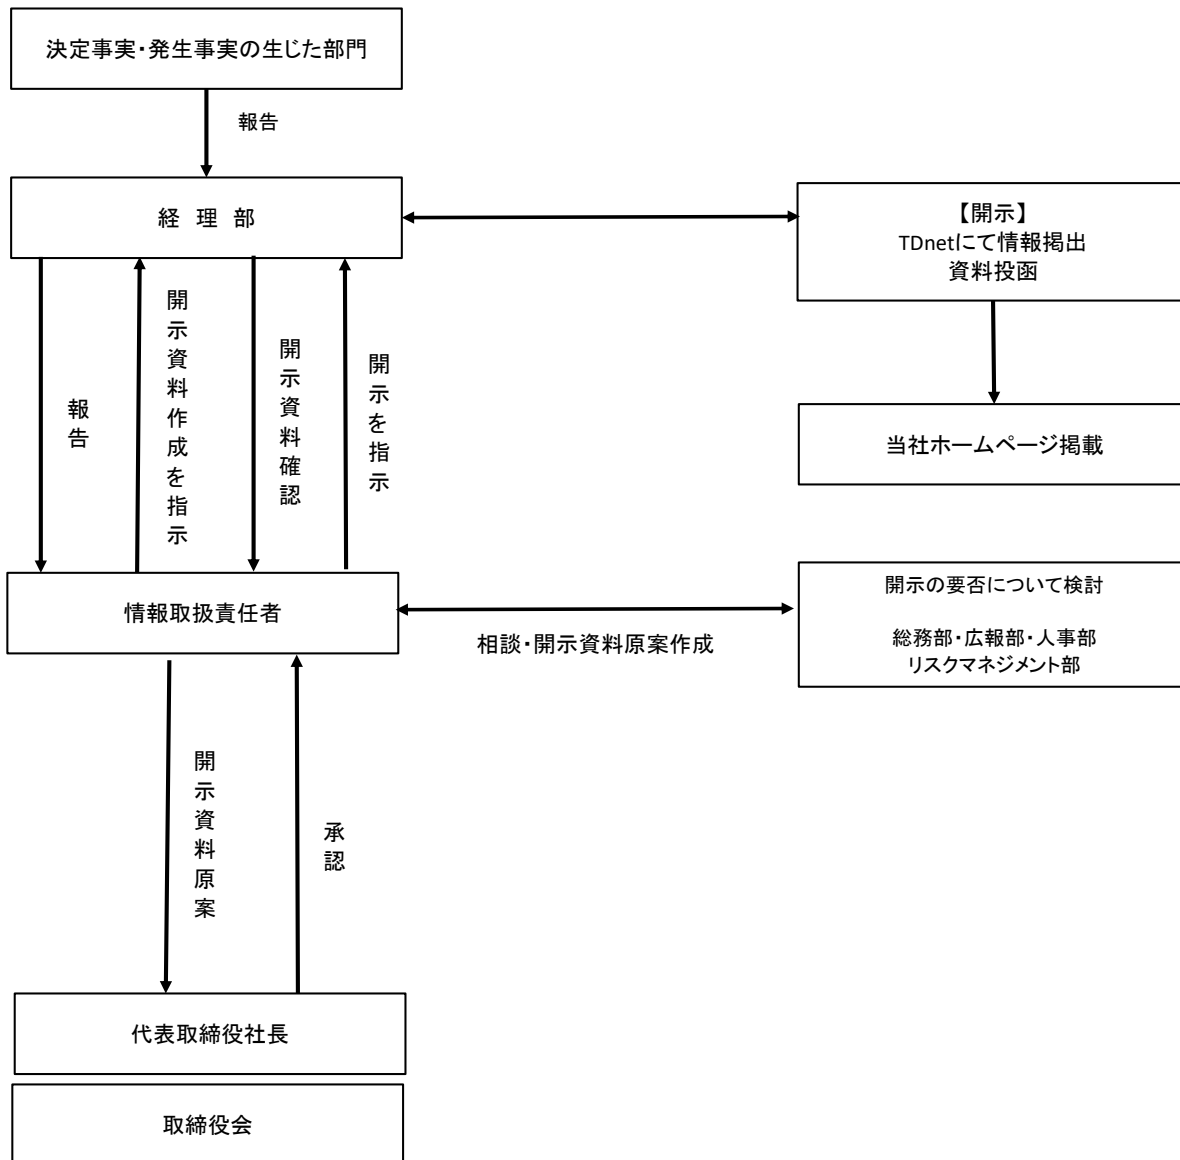 決定事実・発生事実の生じた部門
報告
経 理 部
【開示】
TDnetにて情報掲出
資料投函
報告
開示資料作成を指示
開示資料確認
開示を指示
当社ホームページ掲載
情報取扱責任者
相談・開示資料原案作成
開示の要否について検討
総務部・広報部・人事部
リスクマネジメント部
開示資料原案
承認
代表取締役社長
取締役会